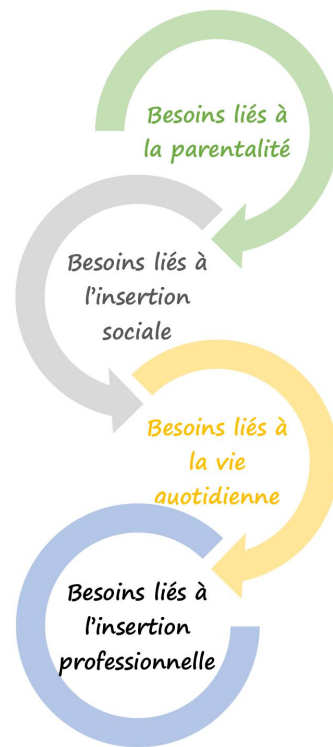 Besoins liés à
la parentalité
Besoins liés à
l'insertion
sociale
Besoins liés à
la vie
quotidienne
Besoins liés à
l'insertion
professionnelle